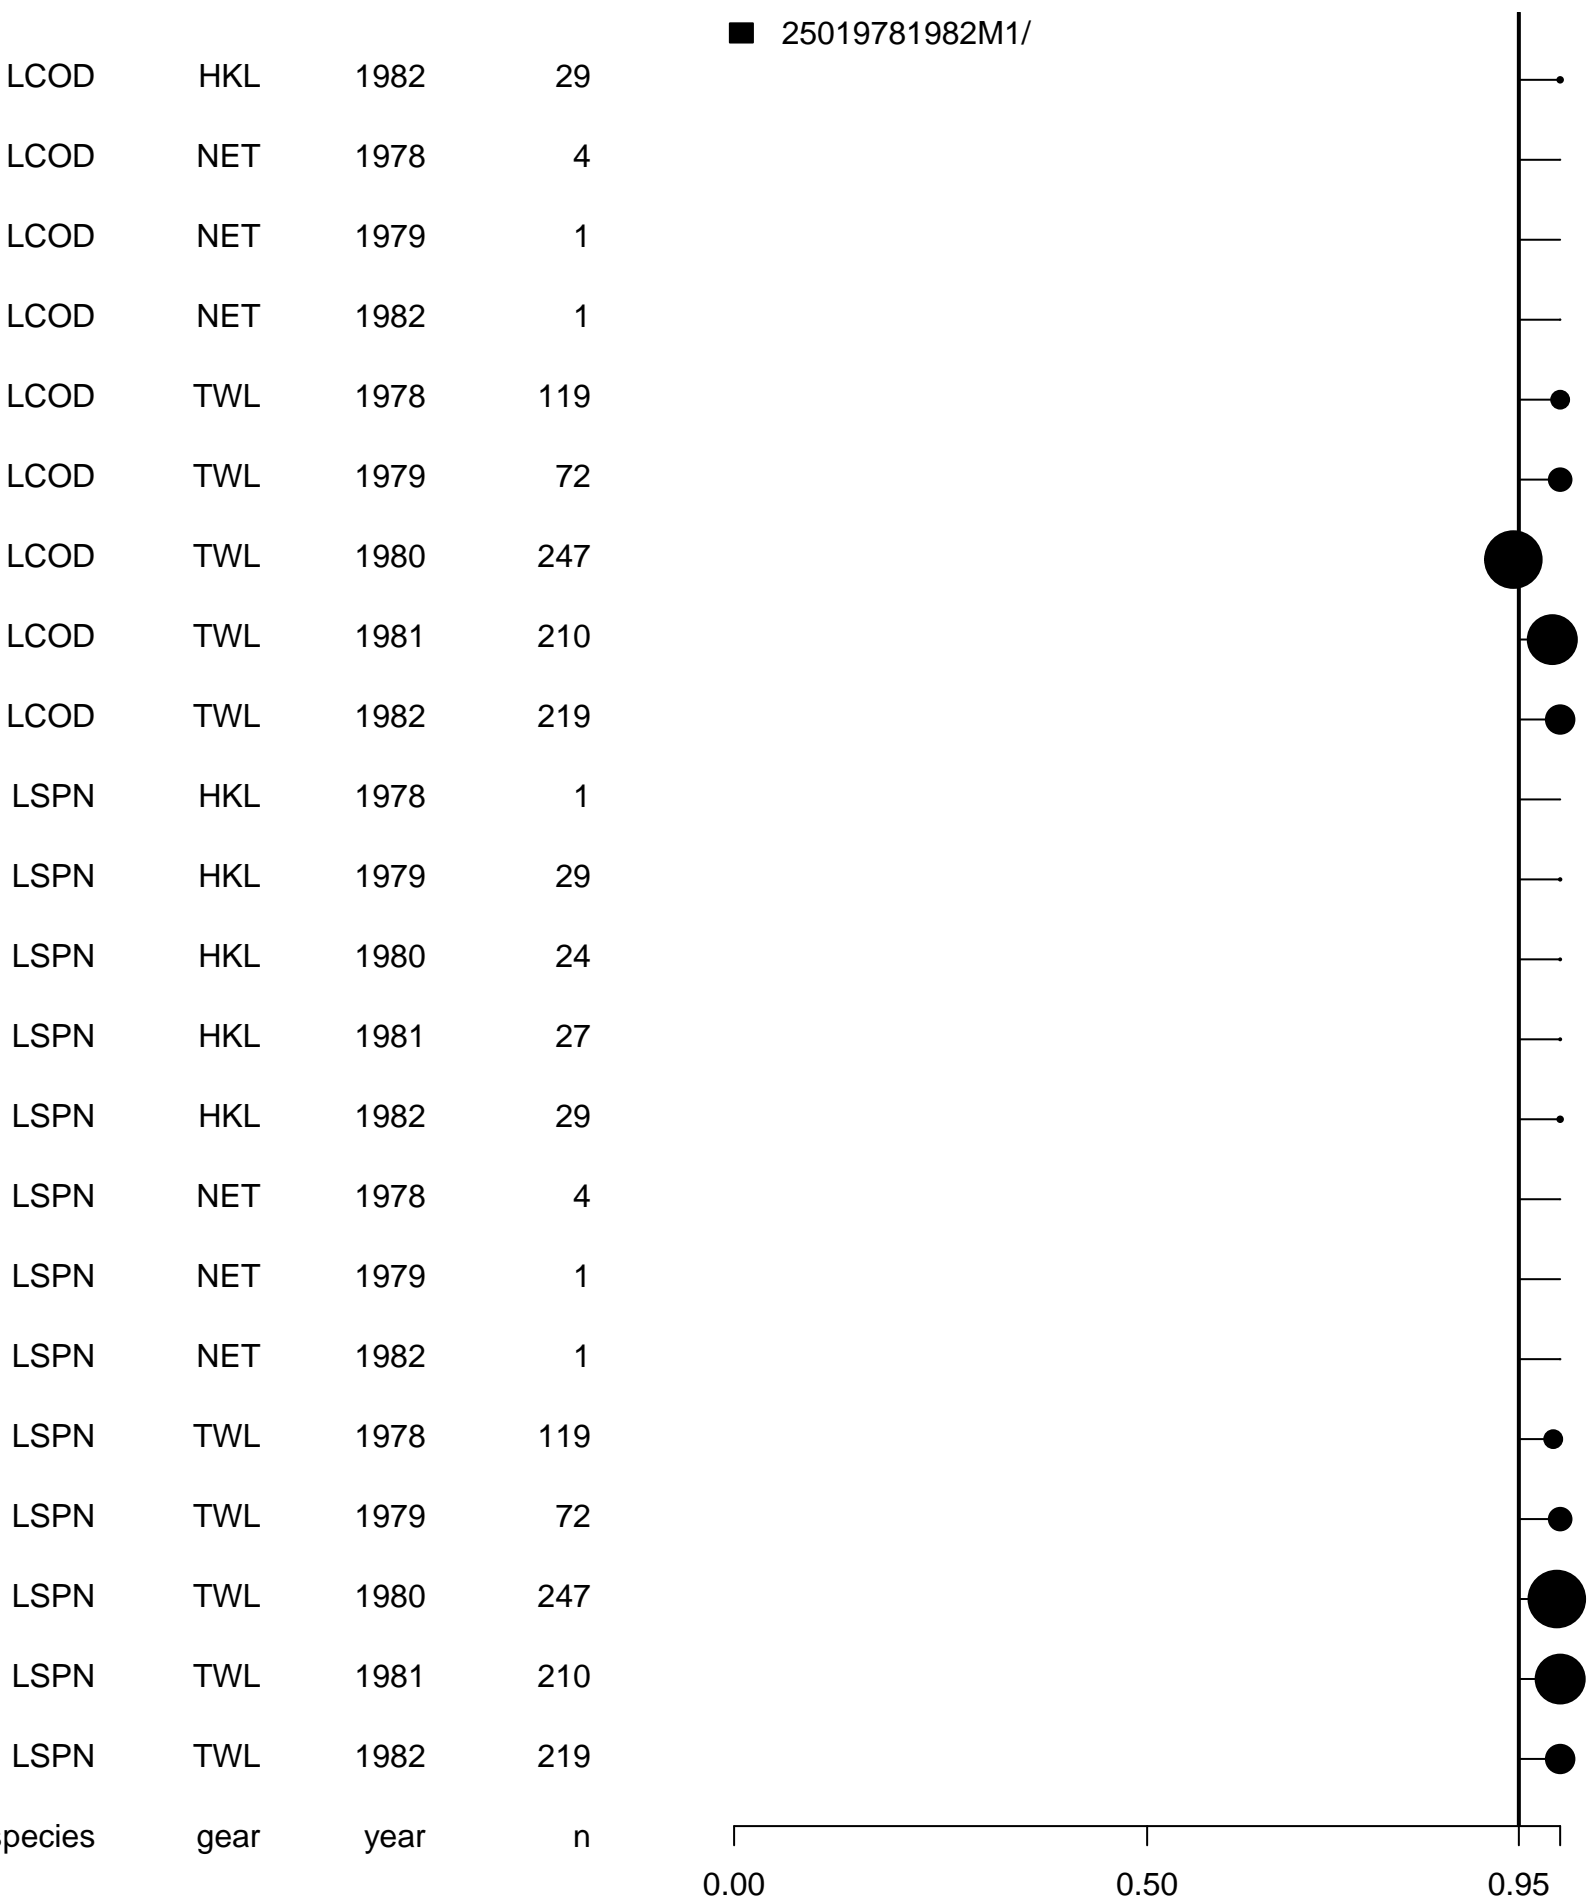 25019781982M1/
LCOD HKL 1982 29
LCOD NET 1978 4
LCOD NET 1979 1
LCOD NET 1982 1
LCOD TWL 1978 119
LCOD TWL 1979 72
LCOD TWL 1980 247
LCOD TWL 1981 210
LCOD TWL 1982 219
LSPN HKL 1978 1
LSPN HKL 1979 29
LSPN HKL 1980 24
LSPN HKL 1981 27
LSPN HKL 1982 29
LSPN NET 1978 4
LSPN NET 1979 1
LSPN NET 1982 1
LSPN TWL 1978 119
LSPN TWL 1979 72
LSPN TWL 1980 247
LSPN TWL 1981 210
LSPN TWL 1982 219
species gear year n
0.00 0.50 0.95